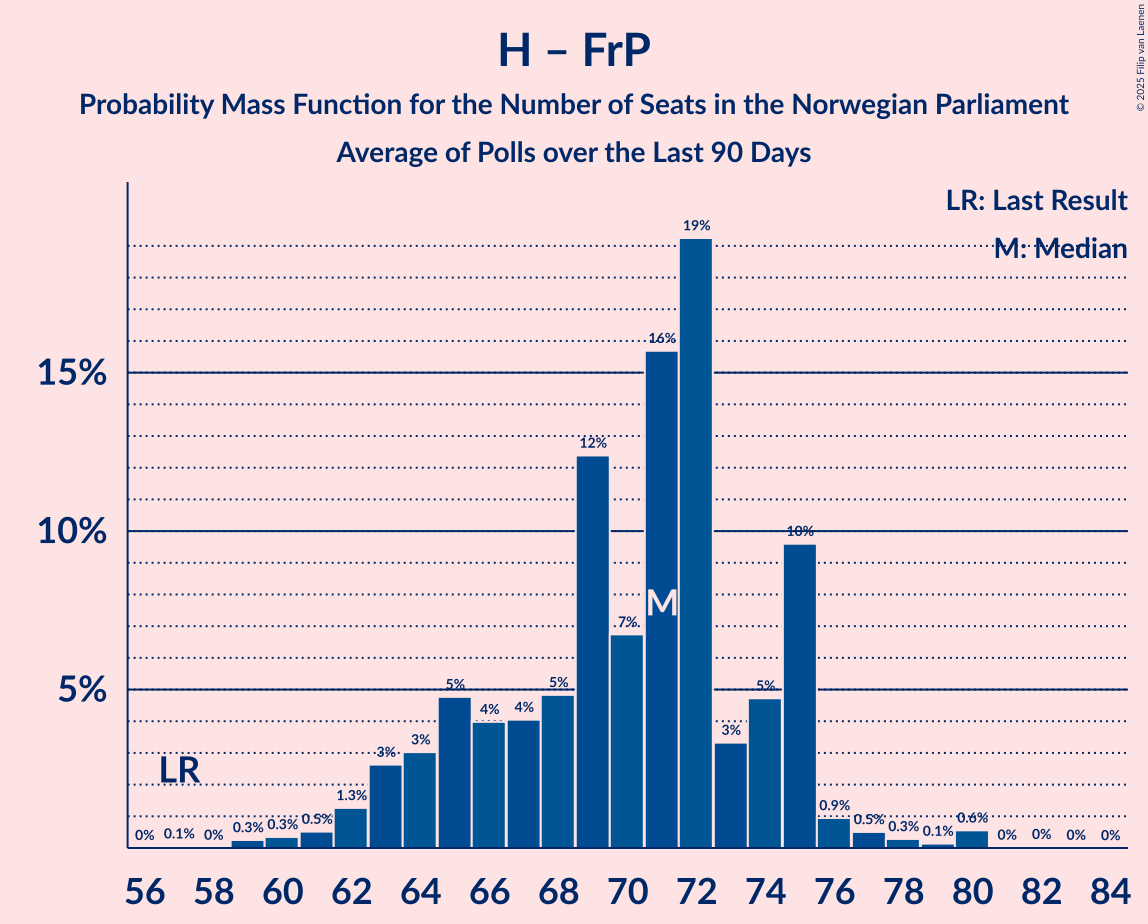 H – FrP
Probability Mass Function for the Number of Seats in the Norwegian Parliament
Average of Polls over the Last 90 Days
© 2025 Filip van Laenen
LR: Last Result
M: Median
15%
10%
5%
LR
M
0% 0.1% 0% 0.3% 0.3% 0.5% 1.3% 3% 3% 5% 4% 4% 5% 12% 7% 16% 19% 3% 5% 10% 0.9% 0.5% 0.3% 0.1% 0.6% 0% 0% 0% 0%
56 58 60 62 64 66 68 70 72 74 76 78 80 82 84